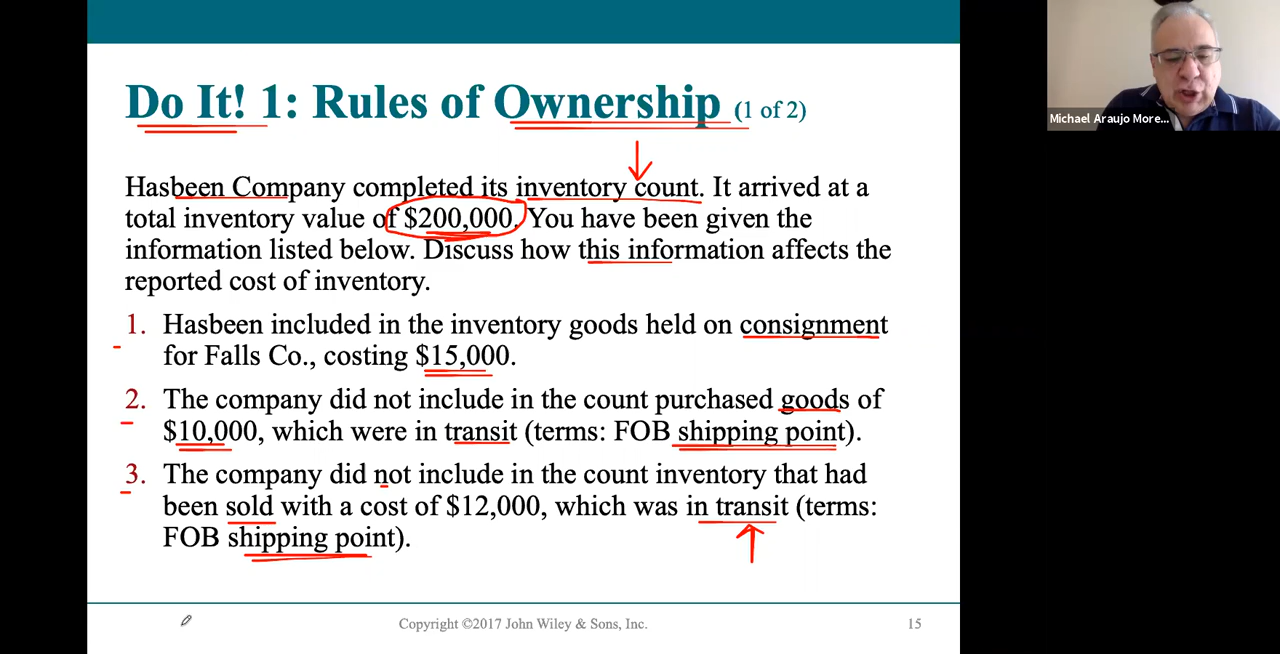 Do It! 1: Rules of Ownership (1 of 2)
Michael Araujo More...
Hasbeen Company completed its inventory count. It arrived at a
total inventory value of $200,000. You have been given the
information listed below. Discuss how this information affects the
reported cost of inventory.
1. Hasbeen included in the inventory goods held on consignment
for Falls Co., costing $15,000.
2. The company did not include in the count purchased goods of
$10,000, which were in transit (terms: FOB shipping point).
3. The company did not include in the count inventory that had
been sold with a cost of $12,000, which was in transit (terms:
FOB shipping point).
Copyright ©2017 John Wiley & Sons, Inc.
15